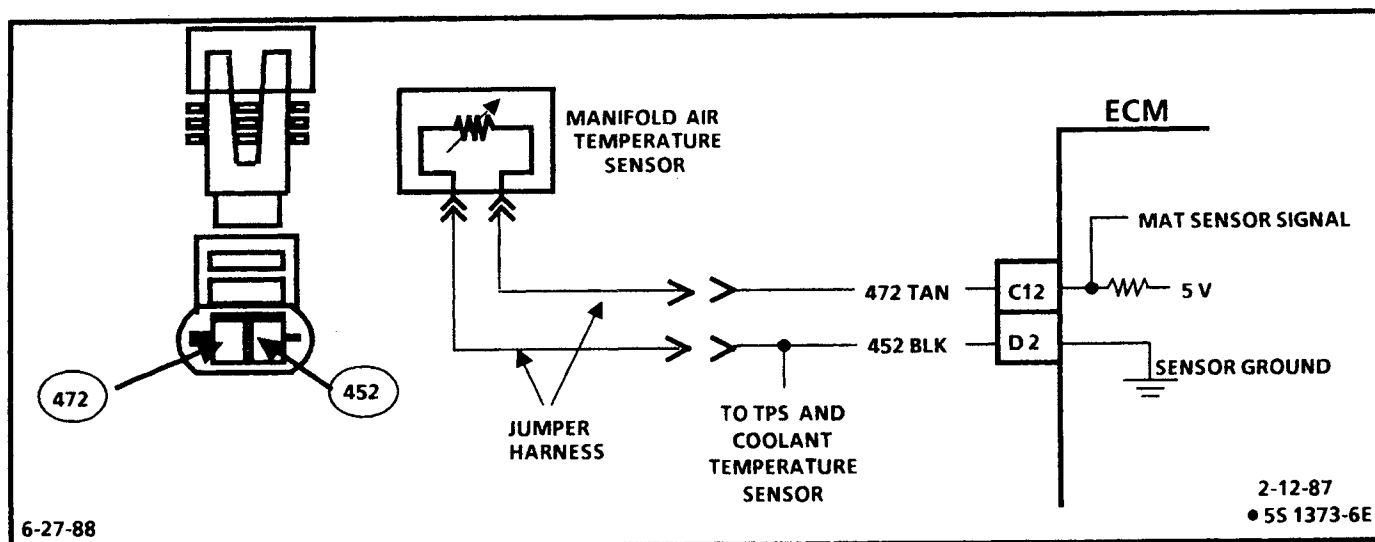 MANIFOLD AIR
TEMPERATURE
SENSOR
ECM
MAT SENSOR SIGNAL
472 TAN
C12
5 V
452 BLK
D 2
SENSOR GROUND
472
452
JUMPER
HARNESS
TO TPS AND
COOLANT
TEMPERATURE
SENSOR
6-27-88
2-12-87
● 5S 1373-6E